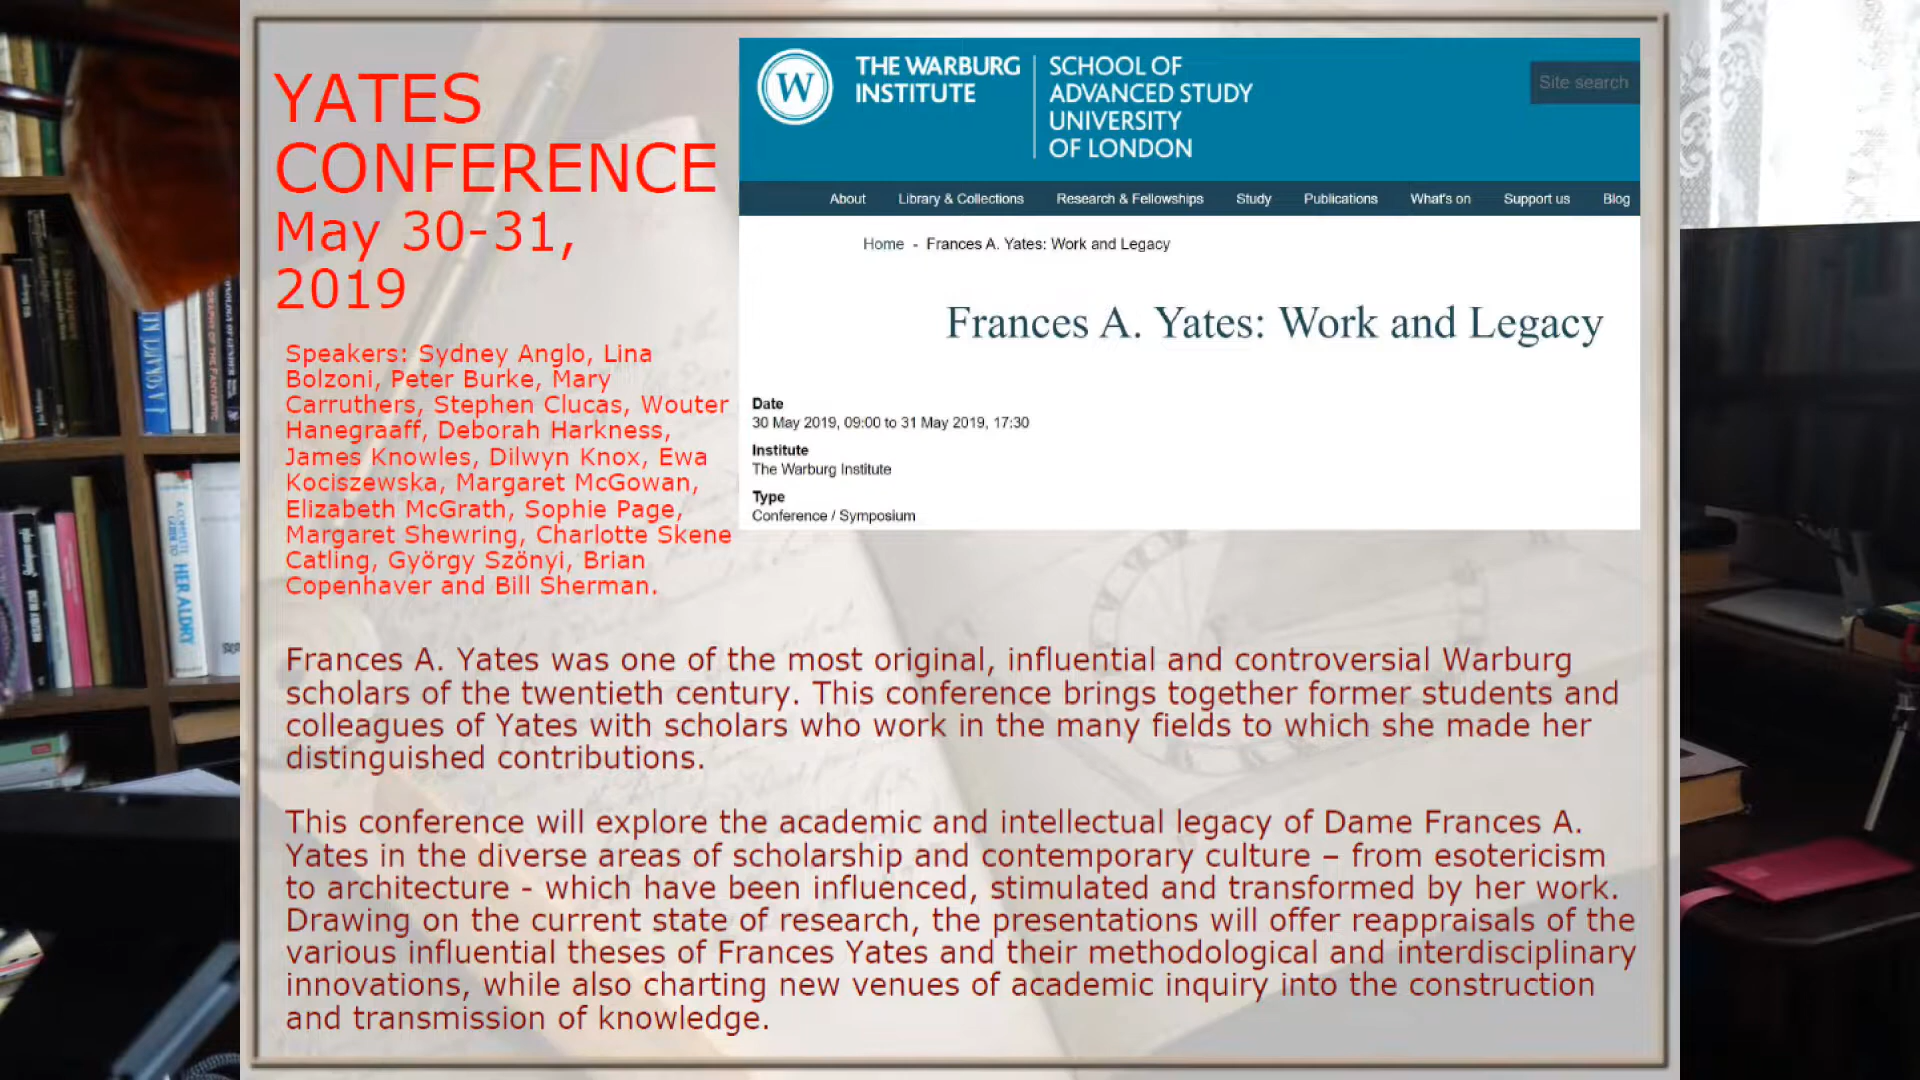 YATES
CONFERENCE
May 30-31,
2019
Speakers: Sydney Anglo, Lina
Bolzoni, Peter Burke, Mary
Carruthers, Stephen Clucas, Wouter
Hanegraaff, Deborah Harkness,
James Knowles, Dilwyn Knox, Ewa
Kociszewska, Margaret McGowan,
Elizabeth McGrath, Sophie Page,
Margaret Shewring, Charlotte Skene
Catling, György Szönyi, Brian
Copenhaver and Bill Sherman.
W
THE WARBURG
INSTITUTE
SCHOOL OF
ADVANCED STUDY
UNIVERSITY
OF LONDON
Site search
About Library & Collections Research & Fellowships Study Publications What's on Support us Blog
Home - Frances A. Yates: Work and Legacy
Frances A. Yates: Work and Legacy
Date
30 May 2019, 09:00 to 31 May 2019, 17:30
Institute
The Warburg Institute
Type
Conference / Symposium
Frances A. Yates was one of the most original, influential and controversial Warburg
scholars of the twentieth century. This conference brings together former students and
colleagues of Yates with scholars who work in the many fields to which she made her
distinguished contributions.
This conference will explore the academic and intellectual legacy of Dame Frances A.
Yates in the diverse areas of scholarship and contemporary culture – from esotericism
to architecture - which have been influenced, stimulated and transformed by her work.
Drawing on the current state of research, the presentations will offer reappraisals of the
various influential theses of Frances Yates and their methodological and interdisciplinary
innovations, while also charting new venues of academic inquiry into the construction
and transmission of knowledge.
A COMPLETE
GUIDE TO
HERALDRY